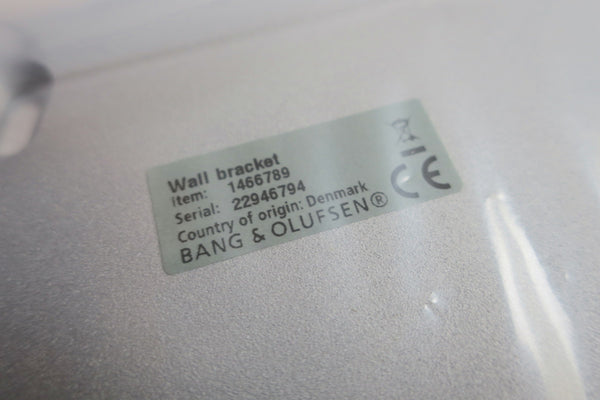 Wall bracket
Item: 1466789
Serial: 22946794
Country of origin: Denmark
BANG & OLUFSEN®
CE